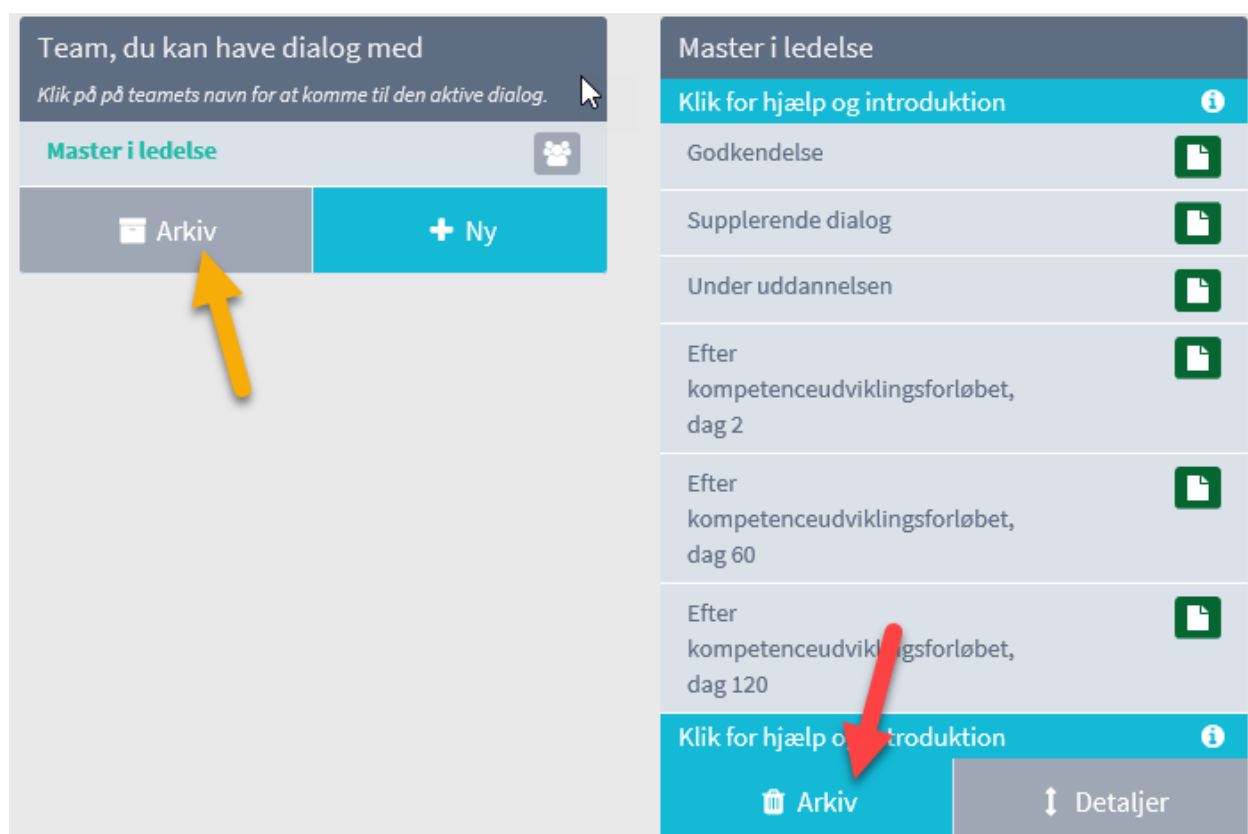 Team, du kan have dialog med
Klik på på teamets navn for at komme til den aktive dialog.
Master i ledelse
Arkiv
Ny
Master i ledelse
Klik for hjælp og introduktion
Godkendelse
Supplerende dialog
Under uddannelsen
Efter
kompetenceudviklingsforløbet,
dag 2
Efter
kompetenceudviklingsforløbet,
dag 60
Efter
kompetenceudviklingsforløbet,
dag 120
Klik for hjælp og introduktion
Arkiv
Detaljer